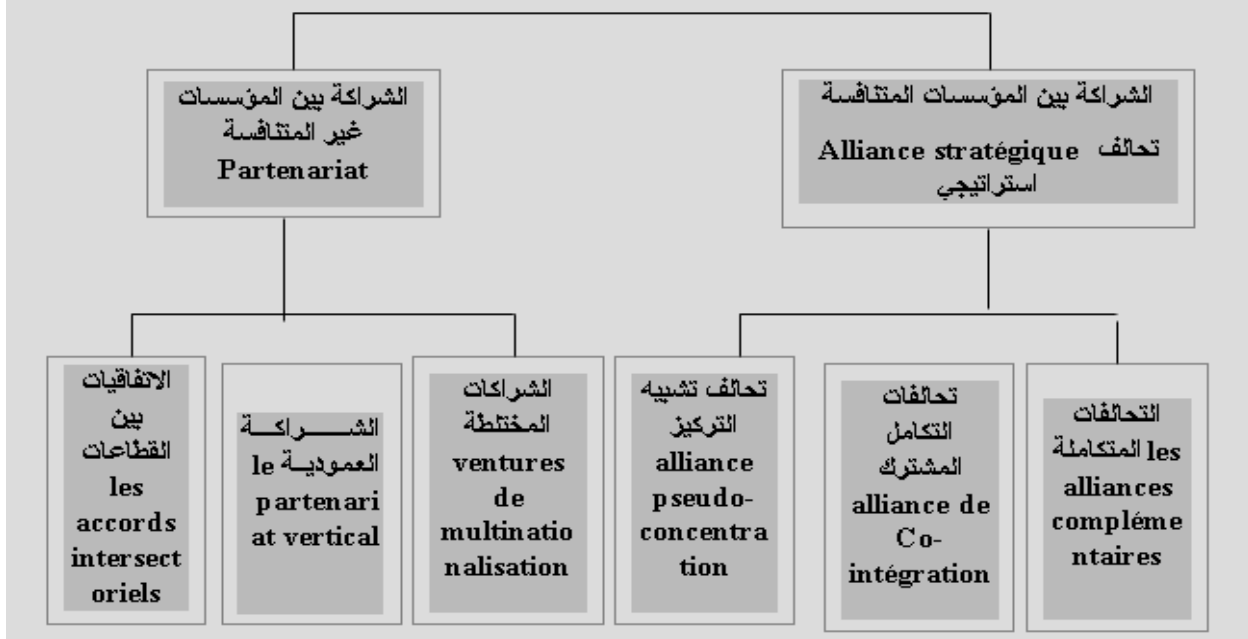 الشراكة بين المؤسسات المتنافسة
تحالف Alliance stratégique
استراتيجي
الشراكة بين المؤسسات
غير المتنافسة
Partenariat
التحالفات
المتكاملة les
alliances
compléme
ntaires
تحالفات
التكامل
المشترك
alliance de
Co-
intégration
تحالف تشبيه
التركيز
alliance
pseudo-
concentra
tion
الشراكات
المختلطة
ventures
de
multinatio
nalisation
الشـــــــراكـــة
العموديــة le
partenari
at vertical
الاتفاقيات
بين
القطاعات
les
accords
intersect
oriels